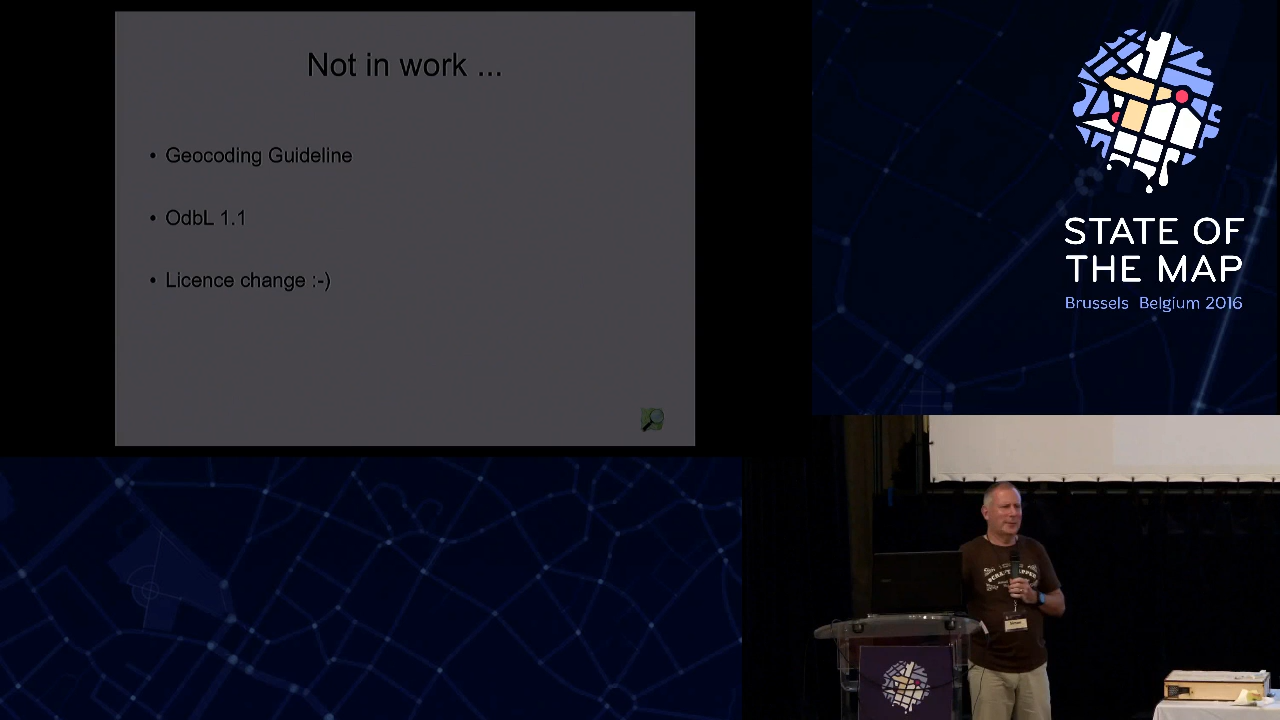 Not in work ...
• Geocoding Guideline
• OdbL 1.1
• Licence change :-)
STATE OF
THE MAP
Brussels Belgium 2016